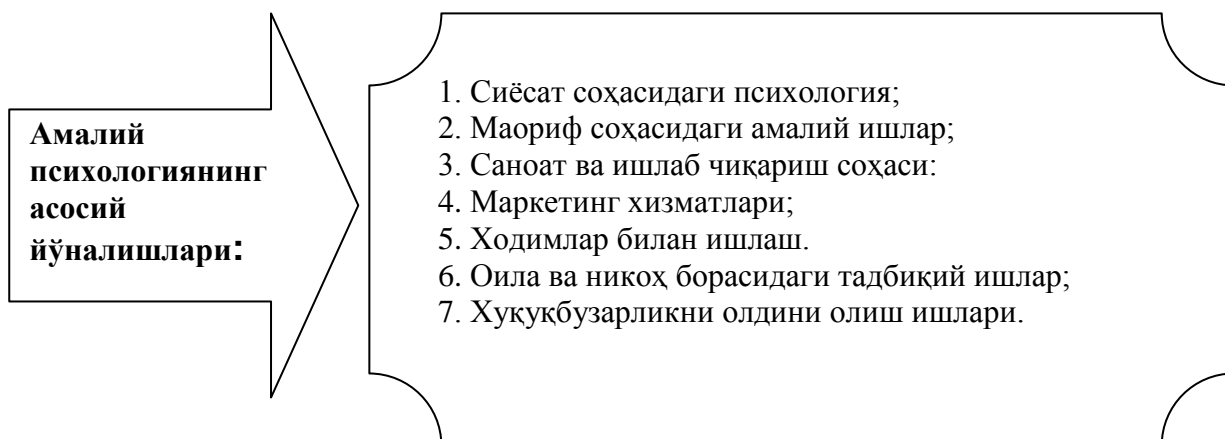 Амалий
психологиянинг
асосий
йўналишлари:
1. Сиёсат соҳасидаги психология;
2. Маориф соҳасидаги амалий ишлар;
3. Саноат ва ишлаб чиқариш соҳаси:
4. Маркетинг хизматлари;
5. Ходимлар билан ишлаш.
6. Оила ва никоҳ борасидаги тадбиқий ишлар;
7. Хуқуқбузарликни олдини олиш ишлари.